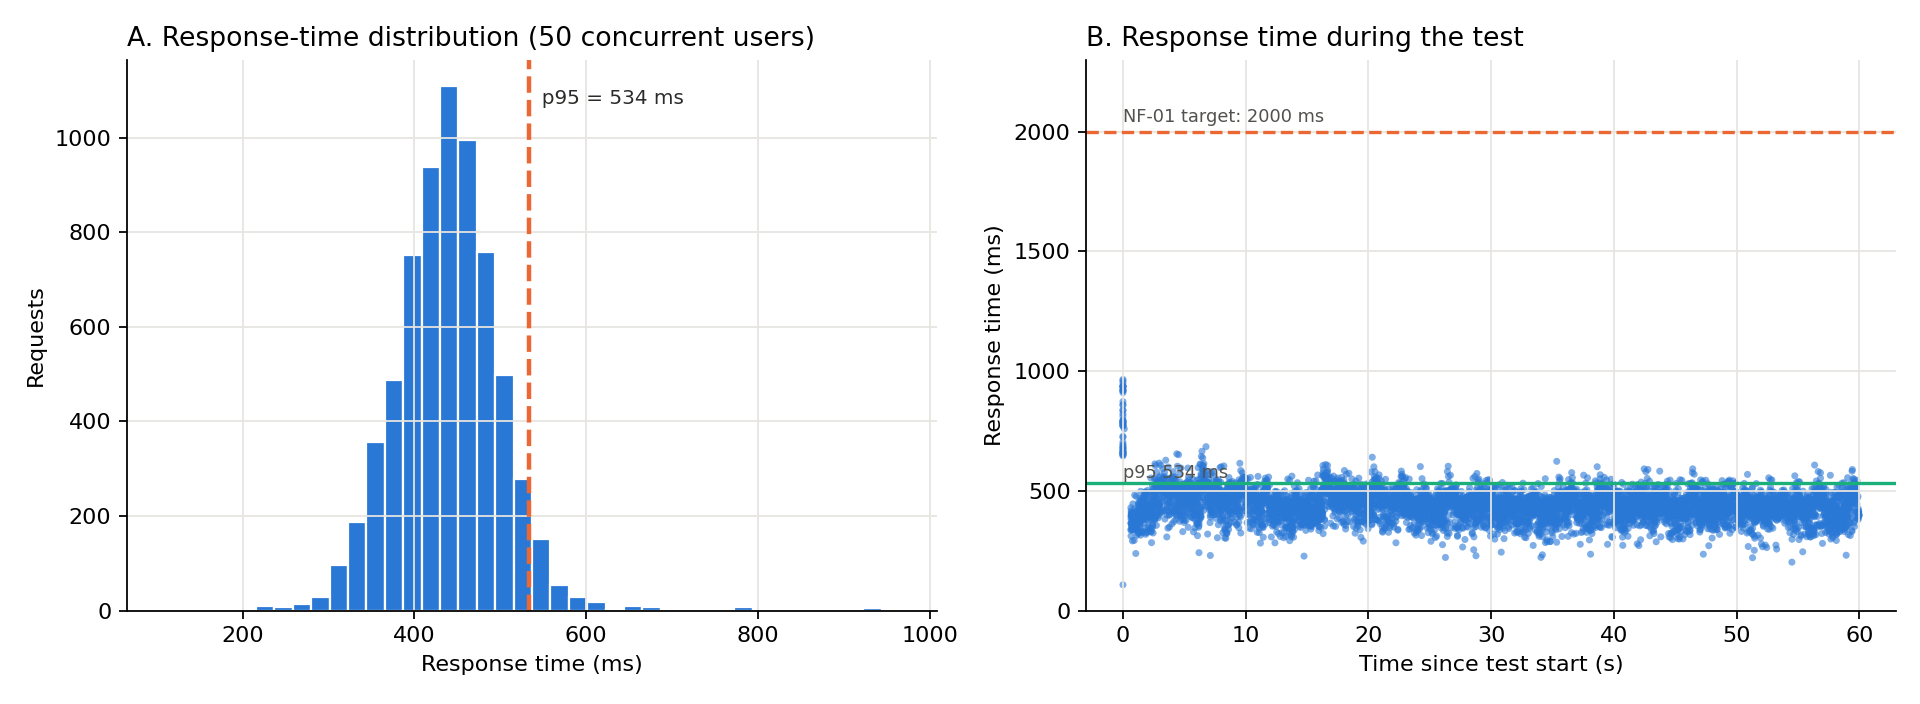 A. Response-time distribution (50 concurrent users)
p95 = 534 ms
1000
800
600
400
200
0
Requests
200 400 600 800 1000
Response time (ms)
B. Response time during the test
NF-01 target: 2000 ms
p95 534 ms
2000
1500
1000
500
0
Response time (ms)
0 10 20 30 40 50 60
Time since test start (s)